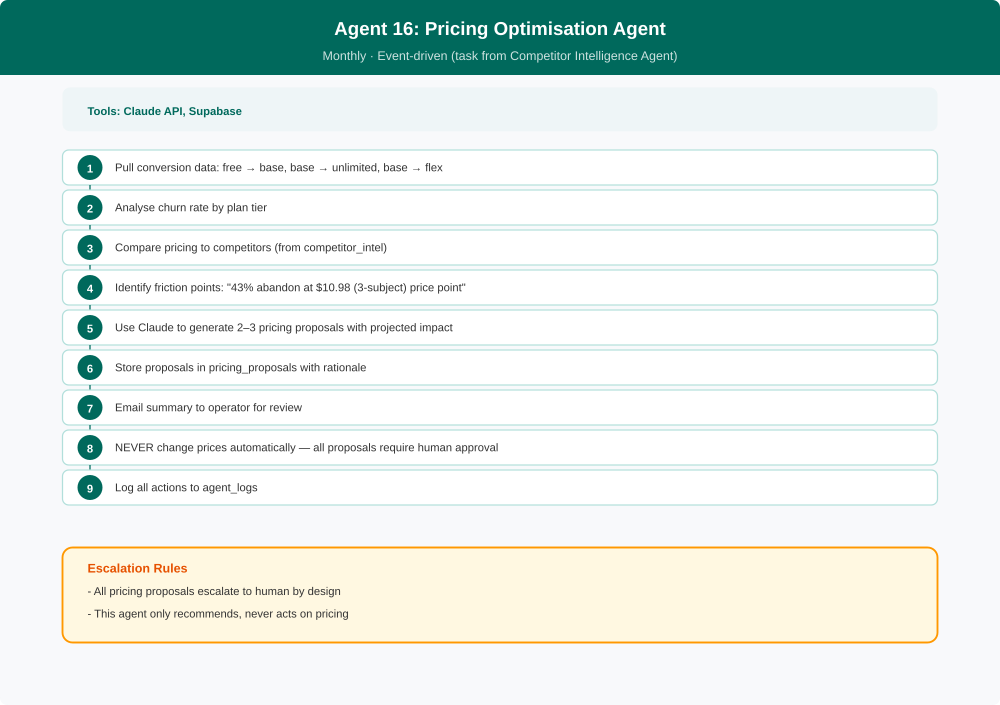 Agent 16: Pricing Optimisation Agent
Monthly · Event-driven (task from Competitor Intelligence Agent)
Tools: Claude API, Supabase
1 Pull conversion data: free → base, base → unlimited, base → flex
2 Analyse churn rate by plan tier
3 Compare pricing to competitors (from competitor_intel)
4 Identify friction points: "43% abandon at $10.98 (3-subject) price point"
5 Use Claude to generate 2–3 pricing proposals with projected impact
6 Store proposals in pricing_proposals with rationale
7 Email summary to operator for review
8 NEVER change prices automatically — all proposals require human approval
9 Log all actions to agent_logs
Escalation Rules
- All pricing proposals escalate to human by design
- This agent only recommends, never acts on pricing